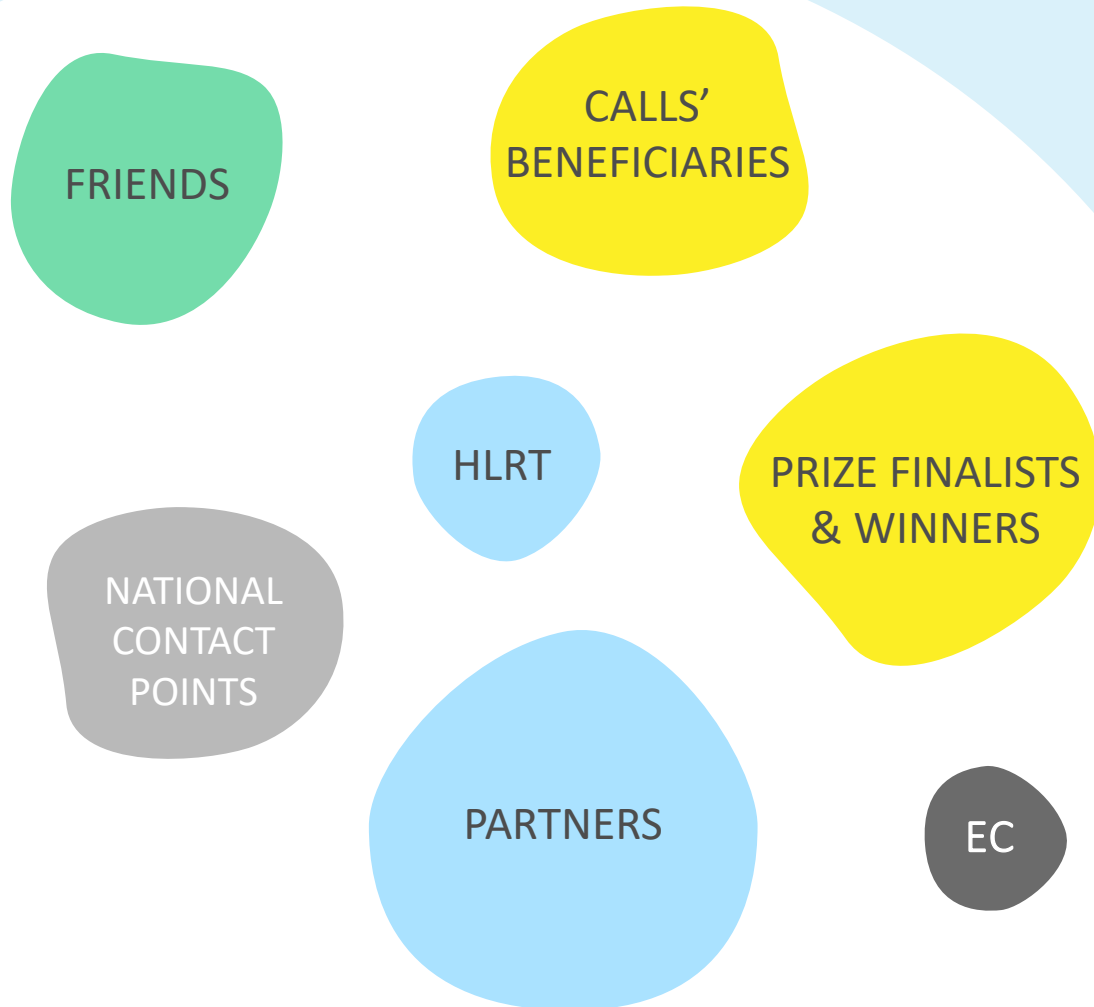 CALLS’
BENEFICIARIES
FRIENDS
HLRT
PRIZE FINALISTS
& WINNERS
NATIONAL
CONTACT
POINTS
PARTNERS
EC